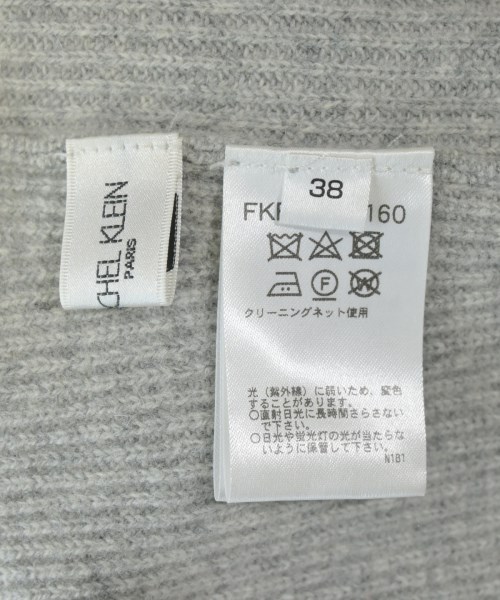 CHEL KLEIN
PARIS
38
FKF 160
F W
クリーニングネット使用
光（紫外線）に弱いため、変色
することがあります。
○直射日光に長時間さらさない
で下さい。
○日光や蛍光灯の光が当たらな
いように保管して下さい。
N181